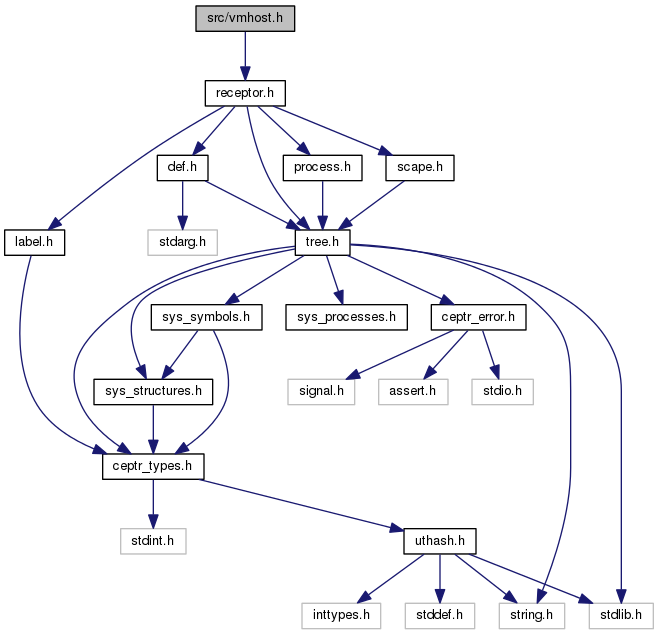 src/vmhost.h
receptor.h
def.h
process.h
scape.h
label.h
stdarg.h
tree.h
sys_symbols.h
sys_processes.h
ceptr_error.h
sys_structures.h
signal.h
assert.h
stdio.h
ceptr_types.h
stdint.h
uthash.h
inttypes.h
stddef.h
string.h
stdlib.h